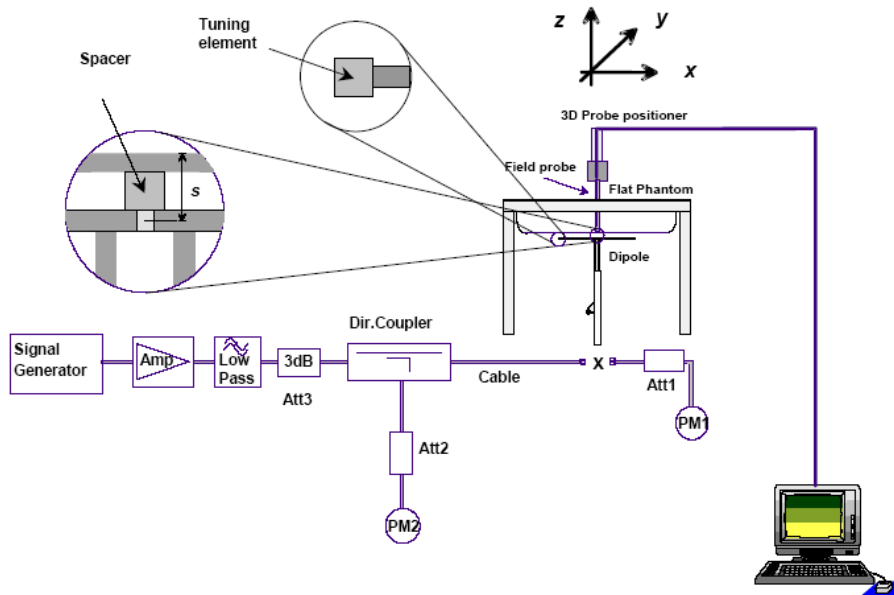 Tuning
element
Spacer
z
y
x
3D Probe positioner
s
Field probe
Flat Phantom
Dipole
Dir.Coupler
Signal
Generator
Amp
Low
Pass
3dB
Att3
Cable
X
Att1
PM1
Att2
PM2